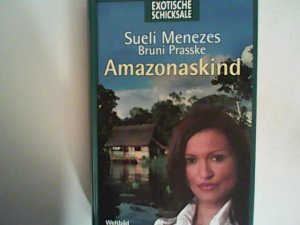 EXOTISCHE
SCHICKSALE
Sueli Menezes
Bruni Prasske
Amazonaskind
Weltbild